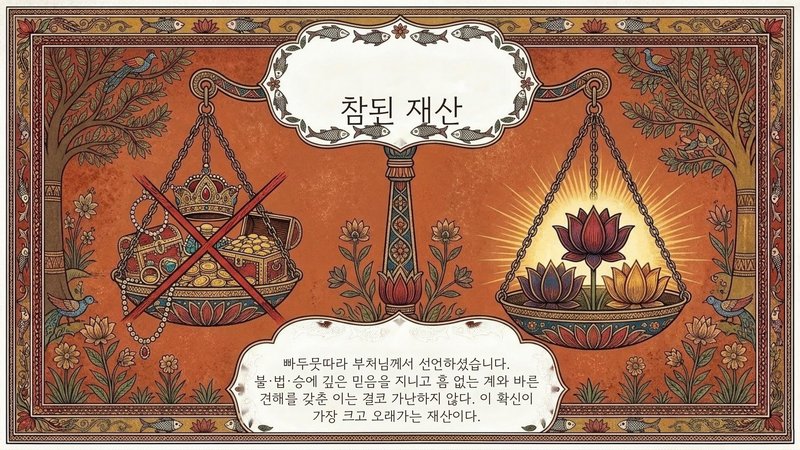 참된 재산
빠두뭇따라 부처님께서 선언하셨습니다.
불·법·승에 깊은 믿음을 지니고 흠 없는 계와 바른
견해를 갖춘 이는 결코 가난하지 않다. 이 확신이
가장 크고 오래가는 재산이다.